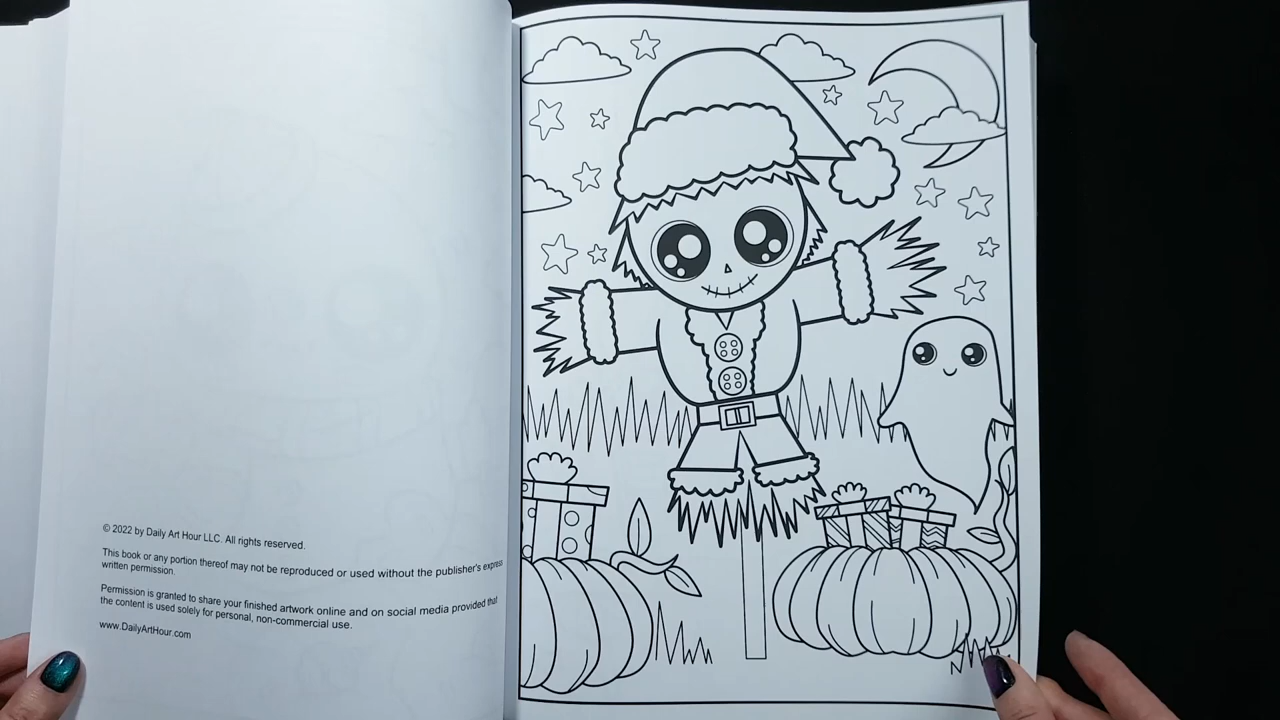 © 2022 by Daily Art Hour LLC. All rights reserved.
This book or any portion thereof may not be reproduced or used without the publisher's express
written permission.
Permission is granted to share your finished artwork online and on social media provided that
the content is used solely for personal, non-commercial use.
www.DailyArtHour.com